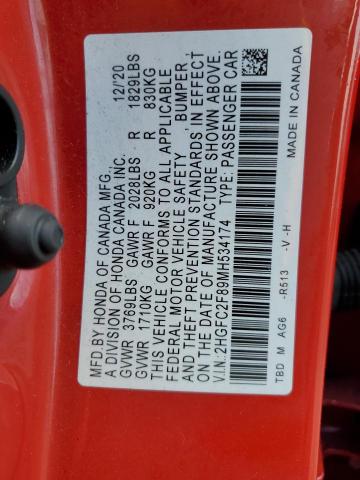 MFD.BY HONDA OF CANADA MFG. 12/20
A DIVISION OF HONDA CANADA INC.
GVWR 3769LBS GAWR F 2028LBS R 1829LBS
GVWR 1710KG GAWR F 920KG R 830KG
THIS VEHICLE CONFORMS TO ALL APPLICABLE
FEDERAL MOTOR VEHICLE SAFETY, BUMPER,
AND THEFT PREVENTION STANDARDS IN EFFECT
ON THE DATE OF MANUFACTURE SHOWN ABOVE.
V.I.N: 2HGFC2F89MH534174 TYPE: PASSENGER CAR
TBD M AG6 -R513 -V -H MADE IN CANADA